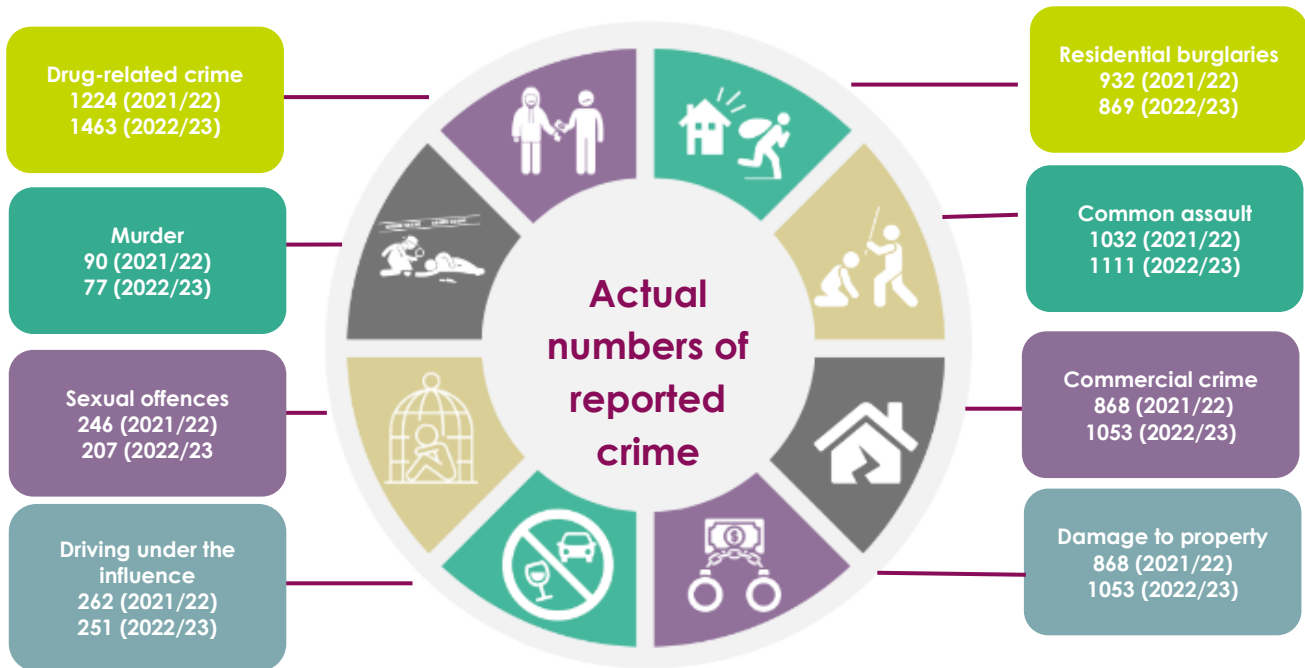 Drug-related crime
1224 (2021/22)
1463 (2022/23)
Murder
90 (2021/22)
77 (2022/23)
Sexual offences
246 (2021/22)
207 (2022/23
Driving under the
influence
262 (2021/22)
251 (2022/23)
Actual
numbers of
reported
crime
Residential burglaries
932 (2021/22)
869 (2022/23)
Common assault
1032 (2021/22)
1111 (2022/23)
Commercial crime
868 (2021/22)
1053 (2022/23)
Damage to property
868 (2021/22)
1053 (2022/23)